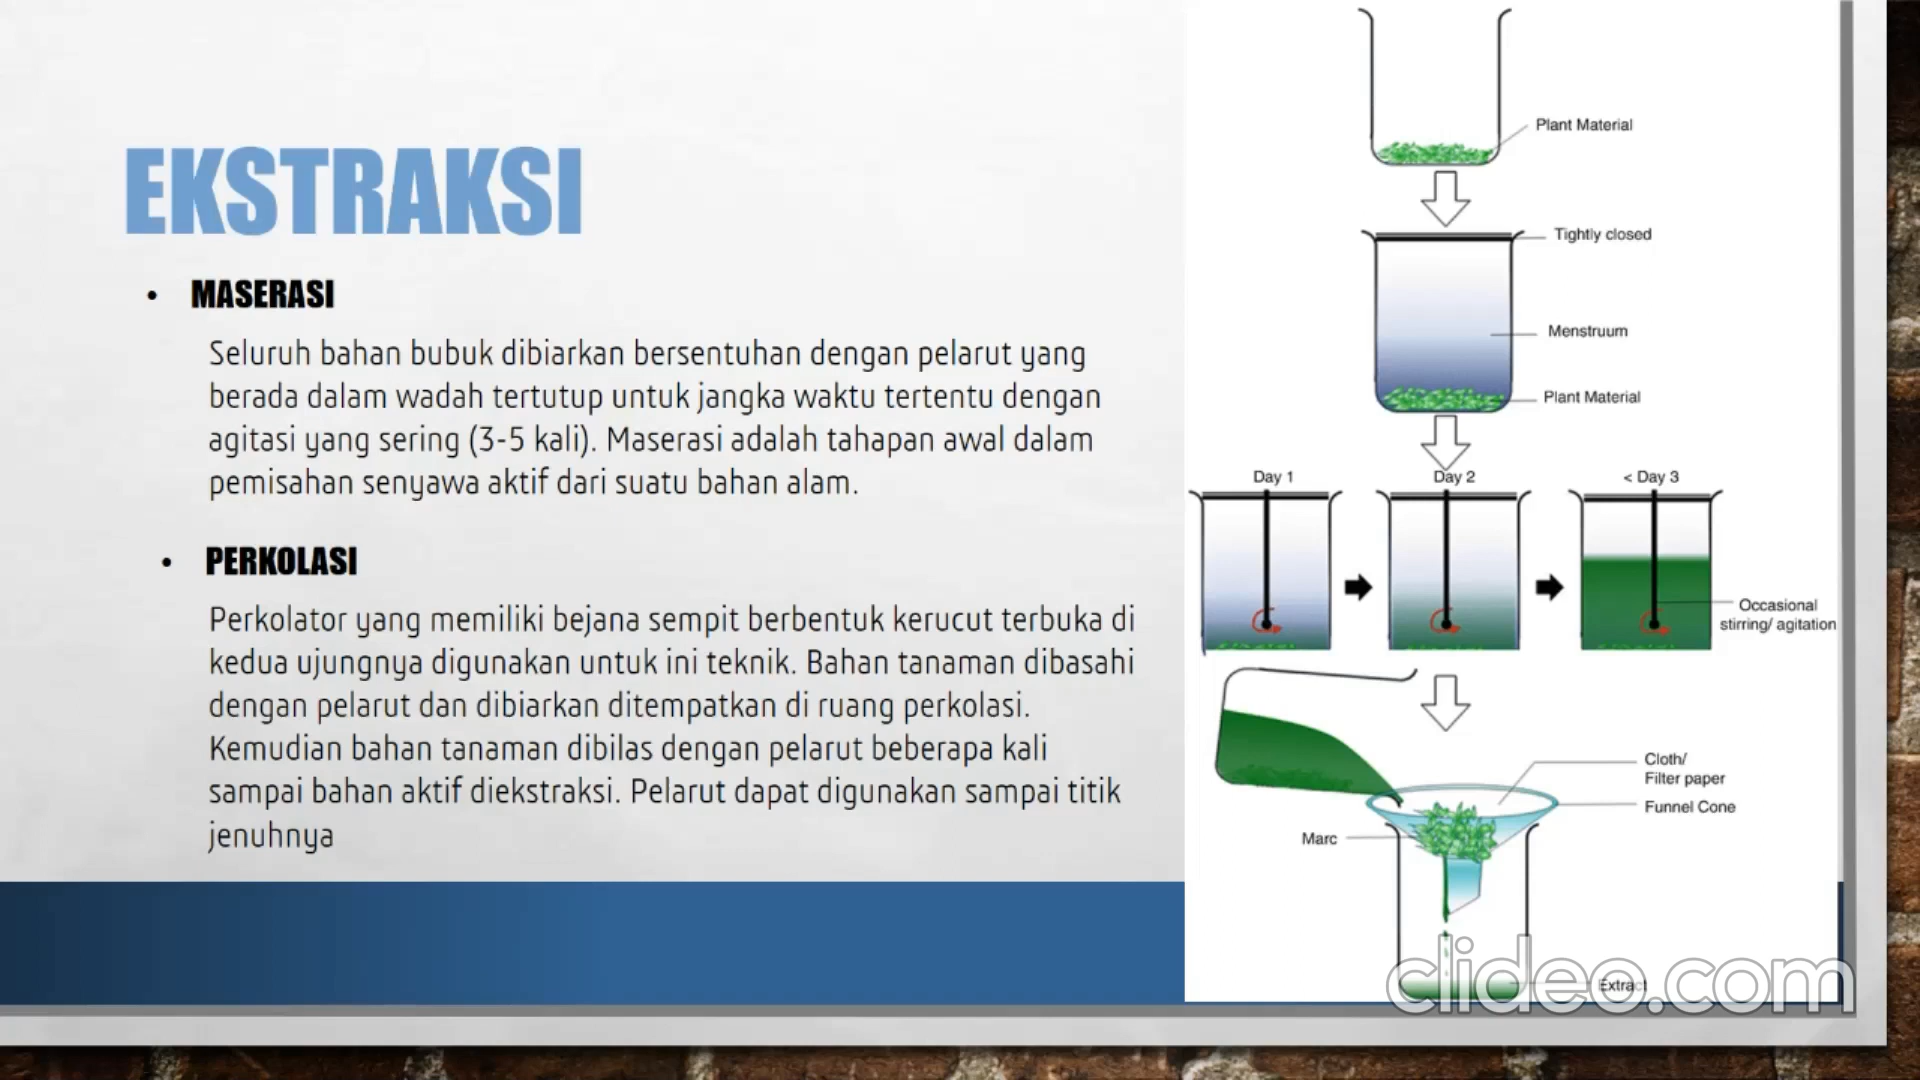 EKSTRAKSI
• MASERASI
Seluruh bahan bubuk dibiarkan bersentuhan dengan pelarut yang
berada dalam wadah tertutup untuk jangka waktu tertentu dengan
agitasi yang sering (3-5 kali). Maserasi adalah tahapan awal dalam
pemisahan senyawa aktif dari suatu bahan alam.
• PERKOLASI
Perkolator yang memiliki bejana sempit berbentuk kerucut terbuka di
kedua ujungnya digunakan untuk ini teknik. Bahan tanaman dibasahi
dengan pelarut dan dibiarkan ditempatkan di ruang perkolasi.
Kemudian bahan tanaman dibilas dengan pelarut beberapa kali
sampai bahan aktif diekstraksi. Pelarut dapat digunakan sampai titik
jenuhnya
Plant Material
Tightly closed
Menstruum
Plant Material
Day 1
Day 2
< Day 3
Occasional
stirring/ agitation
Cloth/
Filter paper
Funnel Cone
Marc
Extract
clideo.com